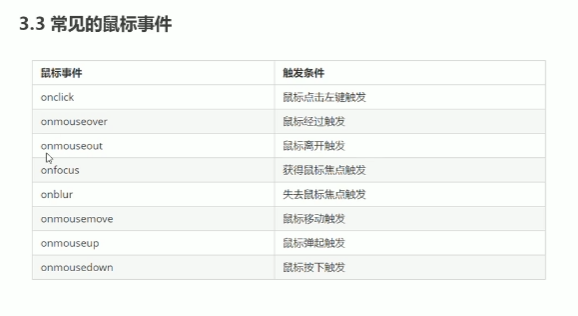 3.3 常见的鼠标事件
鼠标事件 触发条件
onclick 鼠标点击左键触发
onmouseover 鼠标经过触发
onmouseout 鼠标离开触发
onfocus 获得鼠标焦点触发
onblur 失去鼠标焦点触发
onmousemove 鼠标移动触发
onmouseup 鼠标弹起触发
onmousedown 鼠标按下触发